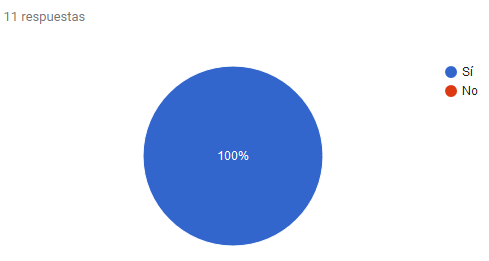 11 respuestas
Sí
No
100%